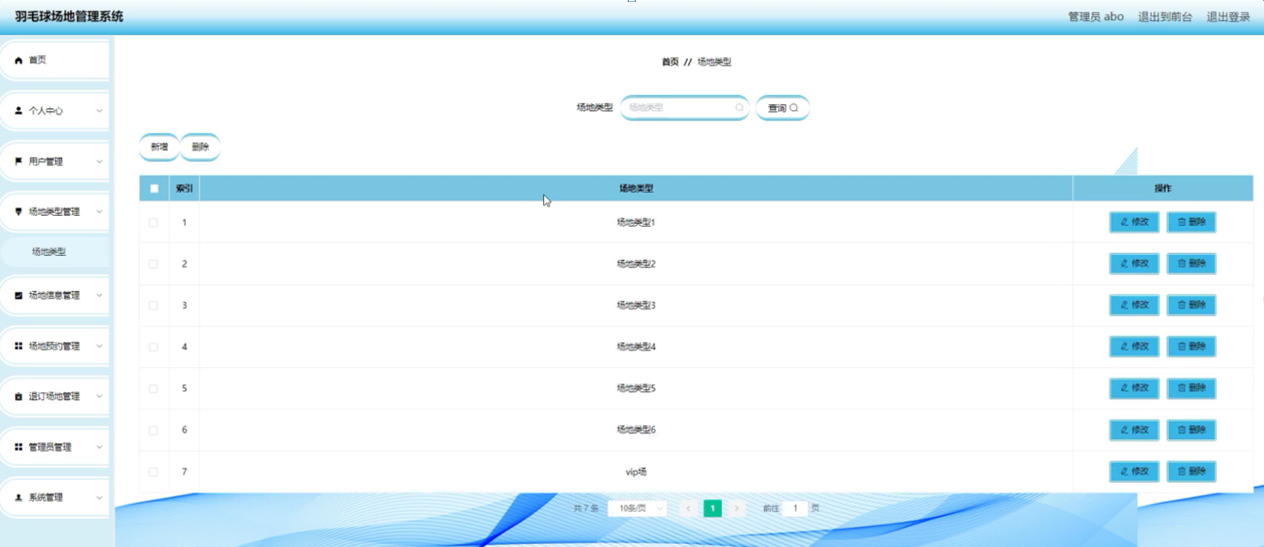 羽毛球场地管理系统 管理员 abo 退出到前台 退出登录
首页
个人中心
用户管理
场地类型管理
场地类型
场地信息管理
场地预约管理
退订场地管理
管理员管理
系统管理
首页 // 场地类型
场地类型 场地类型 查询
新增 删除
索引 场地类型 操作
1 场地类型1 修改 删除
2 场地类型2 修改 删除
3 场地类型3 修改 删除
4 场地类型4 修改 删除
5 场地类型5 修改 删除
6 场地类型6 修改 删除
7 vip场 修改 删除
共 7 条 10条/页 1 前往 1 页